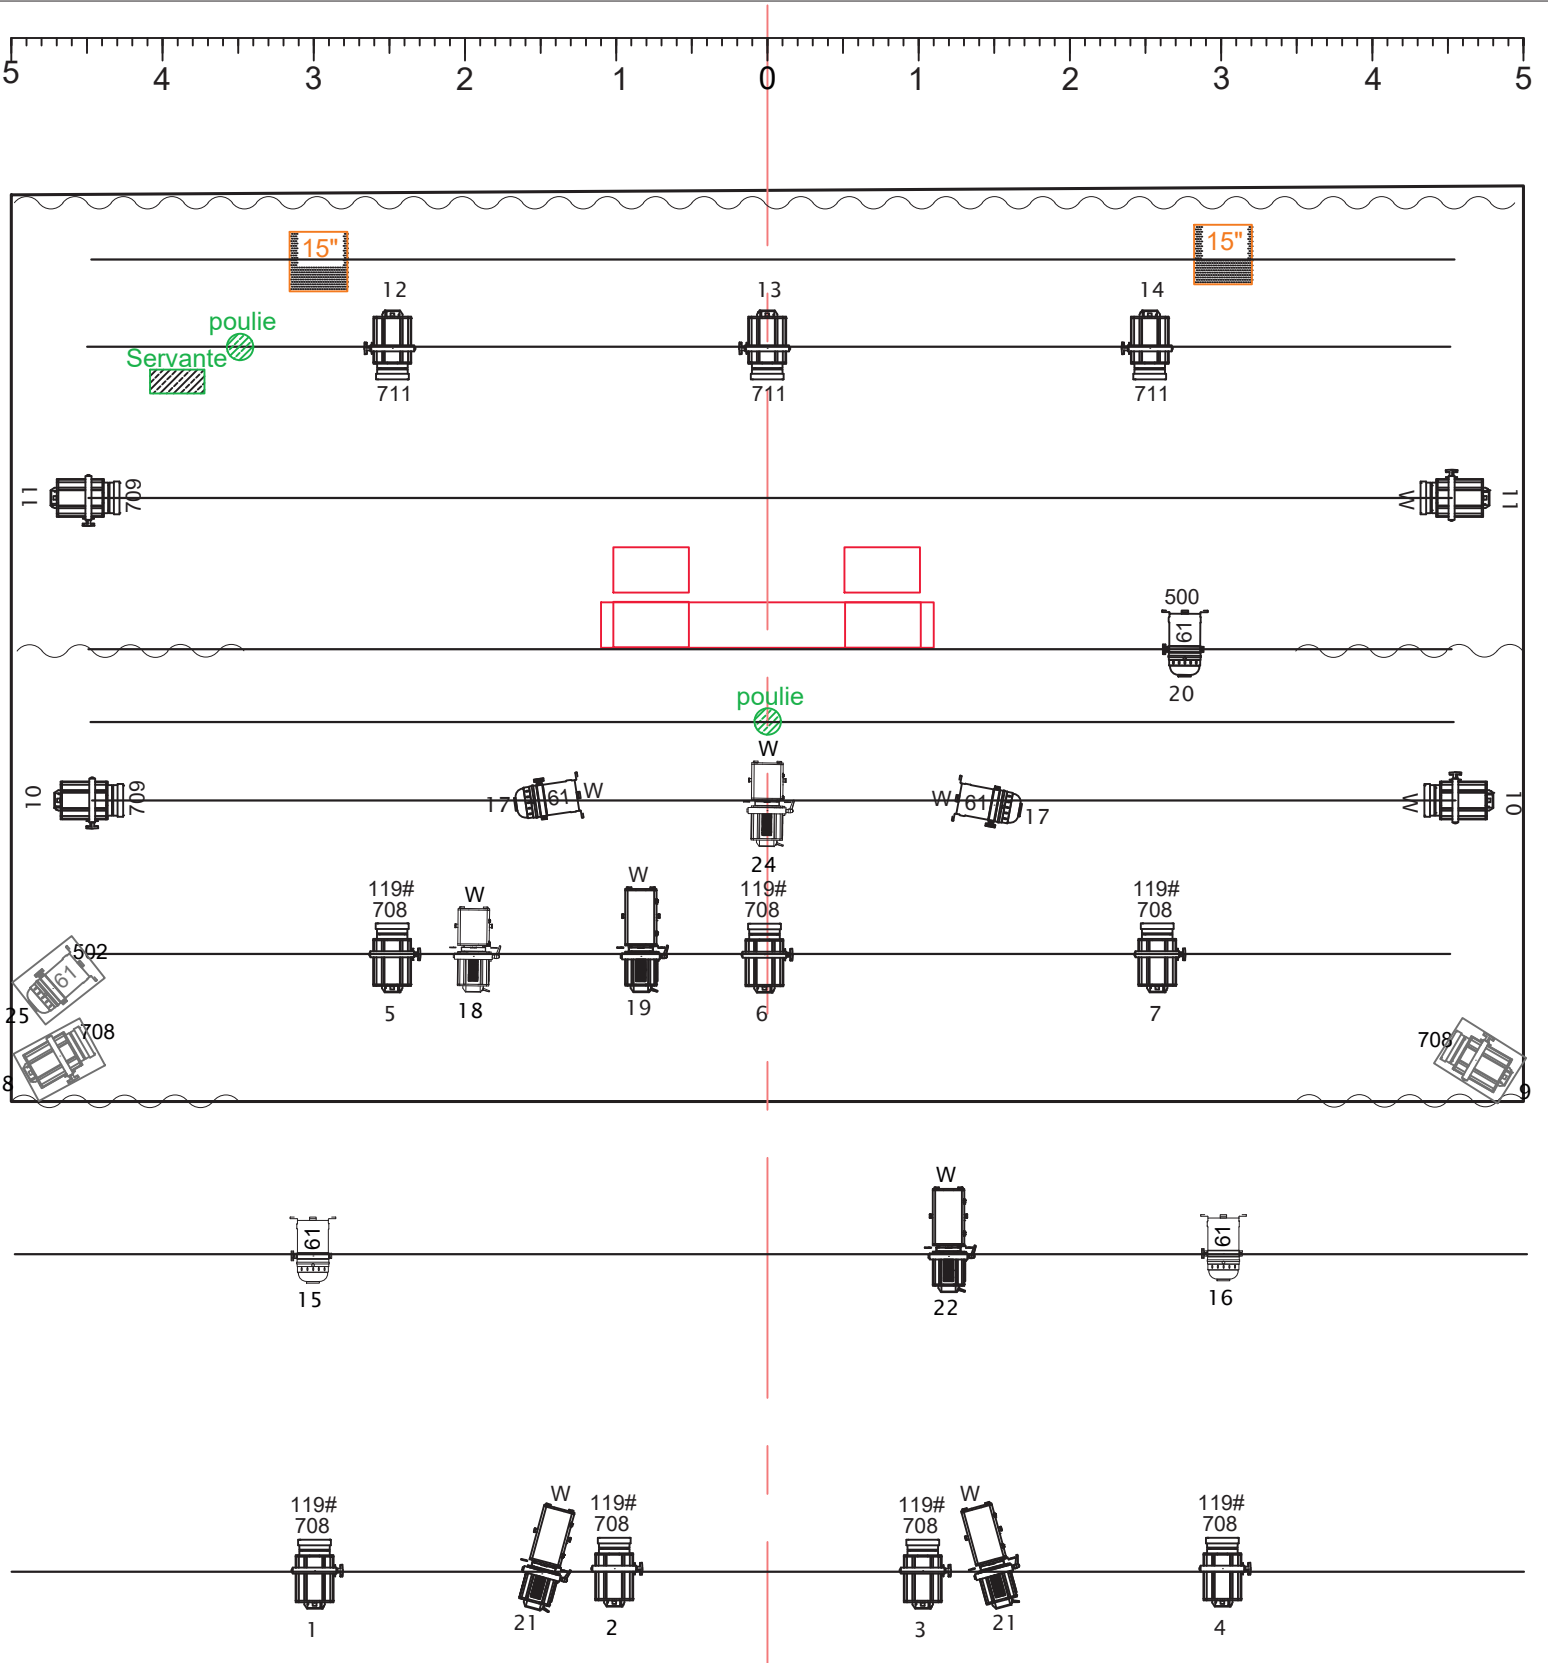 5 4 3 2 1 0 1 2 3 4 5
15" 15"
12 13 14
poulie
Servante
711 711 711
11 709 W 11
500
61
20
poulie
W
10 709 17 61 W W 61 17 W 10
24
W
119# W 119# 119#
708 708 708
502
61
25
5 18 19 6 7
708 708
8 9
W
61 61
15 22 16
W W
119# 119# 119# 119#
708 708 708 708
21 21
1 2 3 4